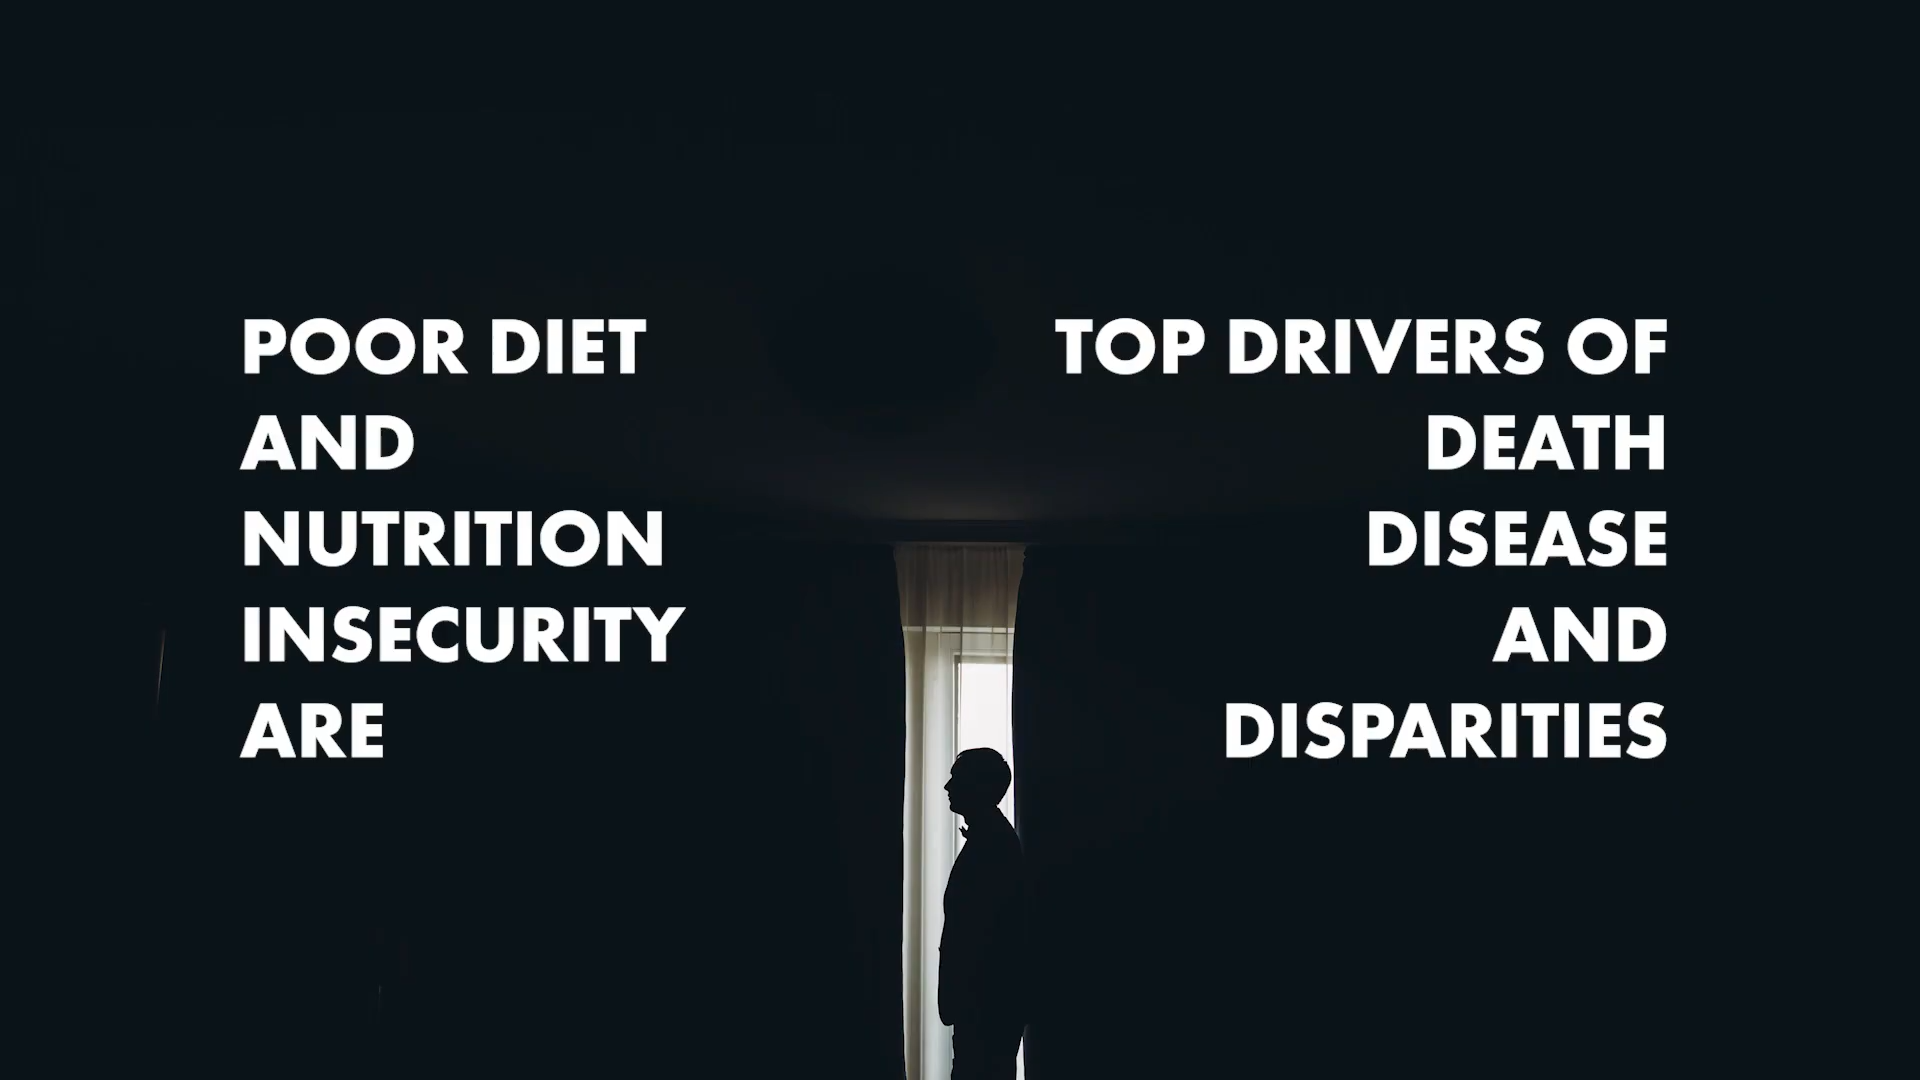 POOR DIET
AND
NUTRITION
INSECURITY
ARE
TOP DRIVERS OF
DEATH
DISEASE
AND
DISPARITIES